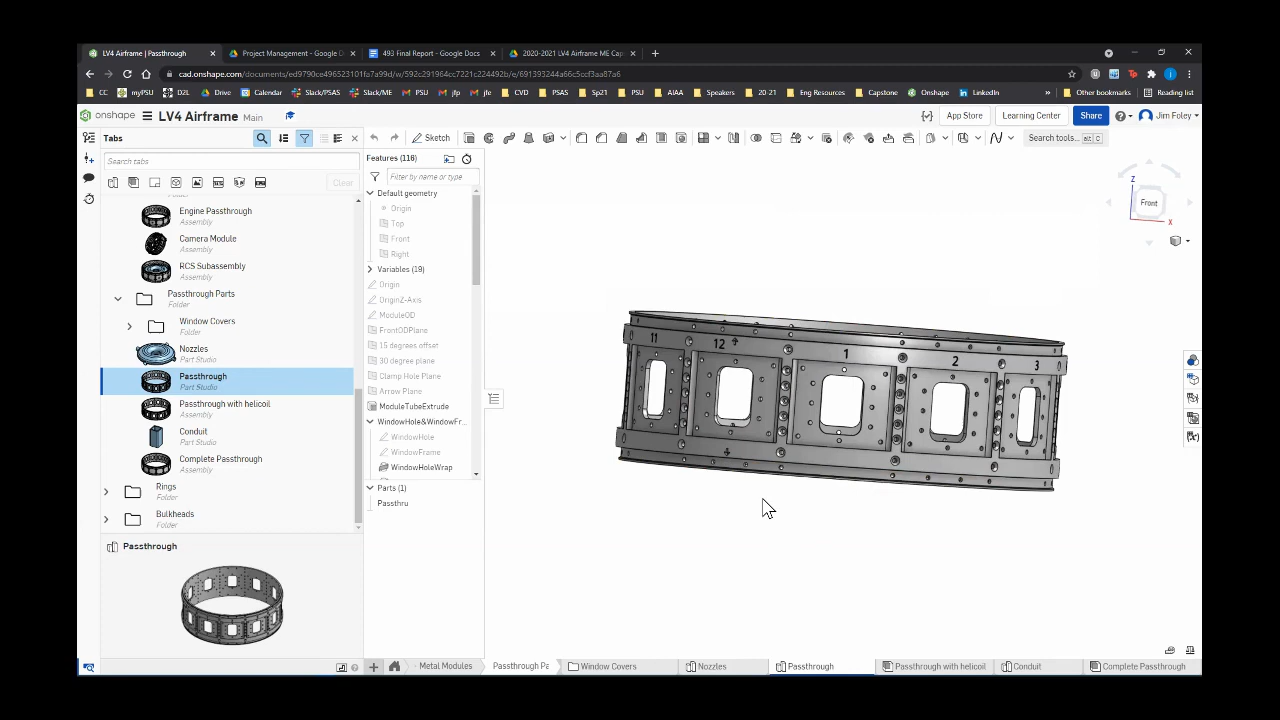 LV4 Airframe | Passthrough
Project Management - Google D
493-Final Report - Google Docs
2020-2021 LV4 Airframe ME Cap
cad.onshape.com/documents/ed9790ce496523101fa7a99d/w/592c291964cc7221c224492b/e/691393244a66c5ccf3aa87a6
CC
myPSU
D2L
Drive
Calendar
Slack/PSAS
Slack/ME
PSU
jfp
jfe
CVD
PSAS
Sp21
PSU
AIAA
Speakers
20-21
Eng Resources
Capstone
Onshape
LinkedIn
»
Other bookmarks
Reading list
onshape
LV4 Airframe
Main
App Store
Learning Center
Share
Jim Foley
Tabs
Sketch
Search tools...
alt
C
Search tabs
Clear
Folder
Engine Passthrough
Assembly
Camera Module
Assembly
RCS Subassembly
Assembly
Passthrough Parts
Folder
Window Covers
Folder
Nozzles
Part Studio
Passthrough
Part Studio
Passthrough with helicoil
Assembly
Conduit
Part Studio
Complete Passthrough
Assembly
Rings
Folder
Bulkheads
Folder
Passthrough
Features (116)
Filter by name or type
Default geometry
Origin
Top
Front
Right
Variables (19)
Origin
OriginZ-Axis
ModuleOD
FrontODPlane
15 degrees offset
30 degree plane
Clamp Hole Plane
Arrow Plane
ModuleTubeExtrude
WindowHole&WindowFr...
WindowHole
WindowFrame
WindowHoleWrap
Parts (1)
Passthru
Z
Front
X
11
12
1
2
3
Metal Modules
Passthrough Pa
Window Covers
Nozzles
Passthrough
Passthrough with helicoil
Conduit
Complete Passthrough